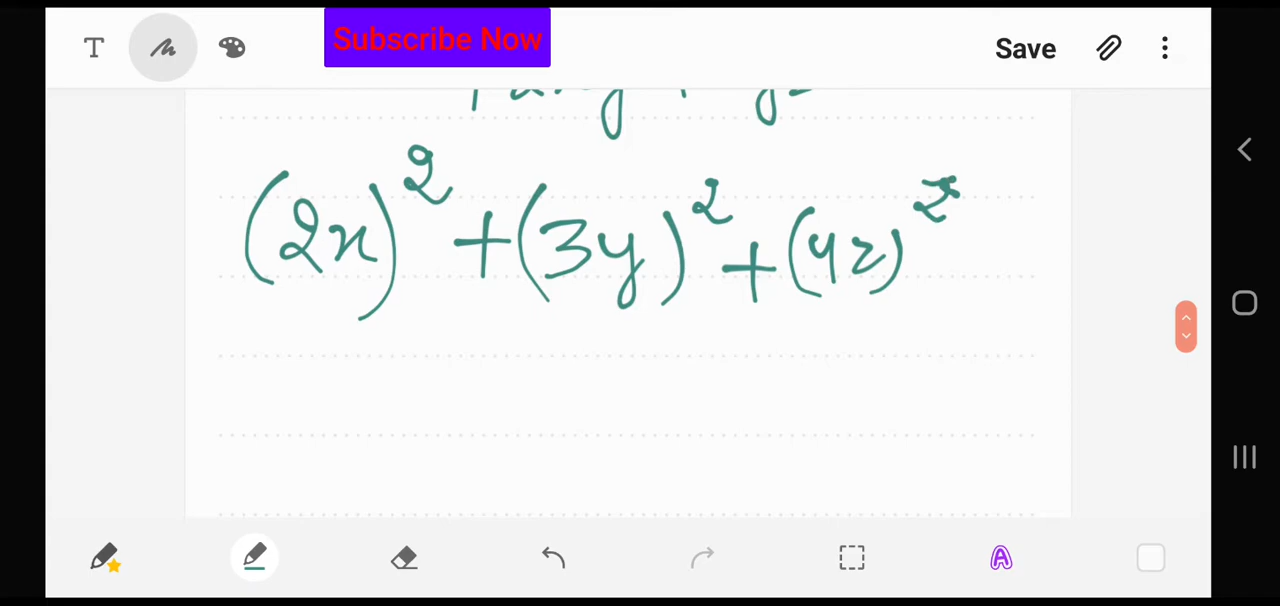 T
Subscribe Now
Save
(2x)² + (3y)² + (4z)²
A